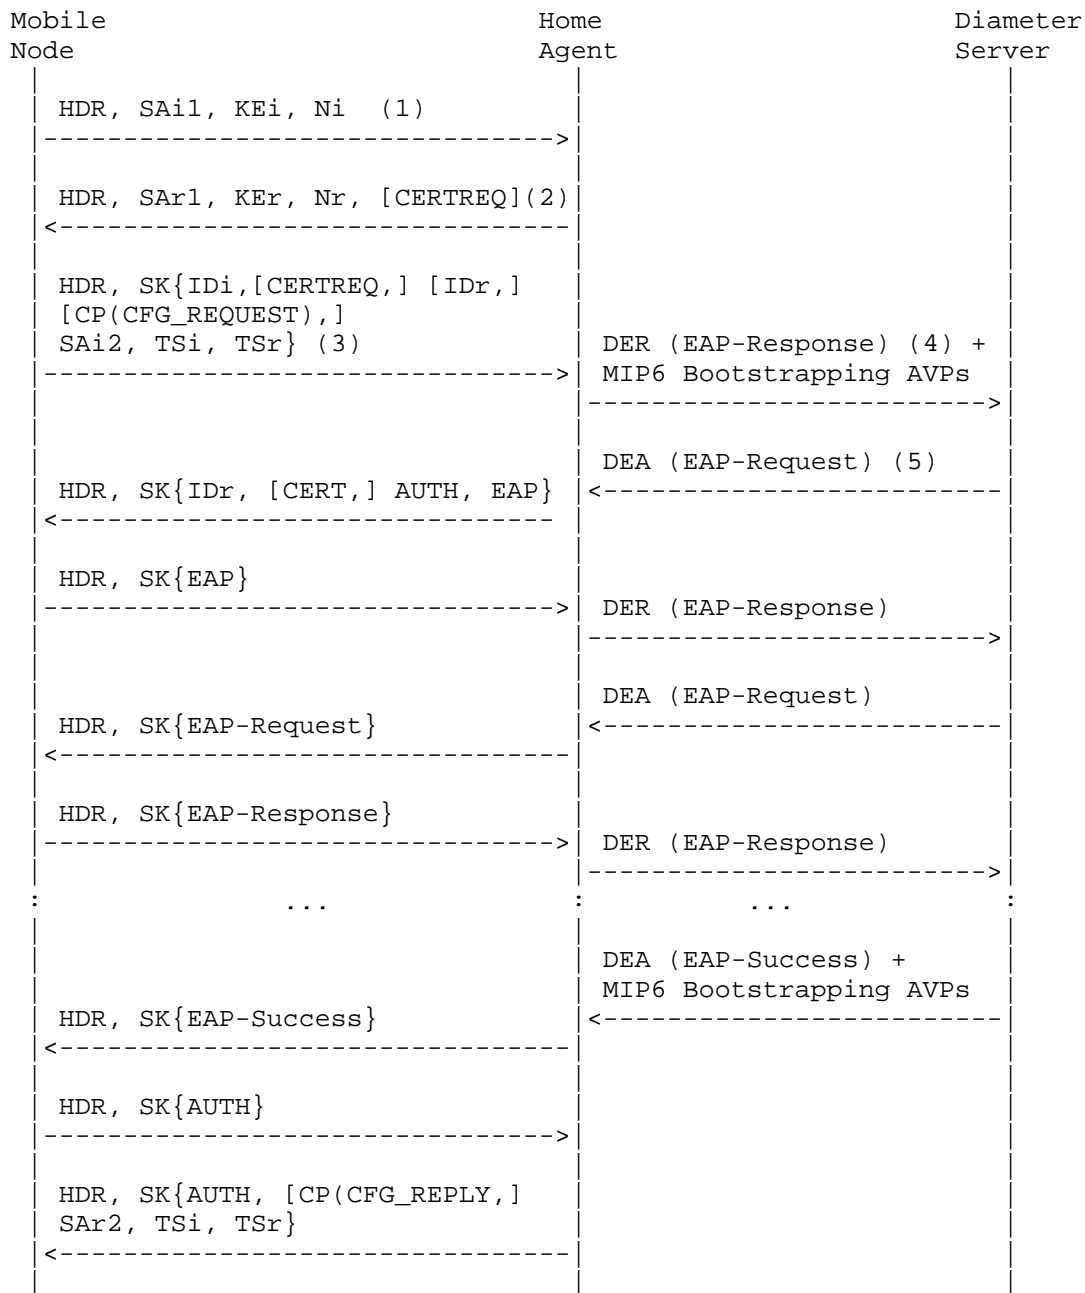 Mobile Home Diameter
Node Agent Server
HDR, SAi1, KEi, Ni (1)
HDR, SAr1, KEr, Nr, [CERTREQ](2)
HDR, SK{IDi,[CERTREQ,] [IDr,]
[CP(CFG_REQUEST),]
SAi2, TSi, TSr} (3) DER (EAP-Response) (4) +
MIP6 Bootstrapping AVPs
DEA (EAP-Request) (5)
HDR, SK{IDr, [CERT,] AUTH, EAP}
HDR, SK{EAP}
DER (EAP-Response)
DEA (EAP-Request)
HDR, SK{EAP-Request}
HDR, SK{EAP-Response}
DER (EAP-Response)
... ...
DEA (EAP-Success) +
MIP6 Bootstrapping AVPs
HDR, SK{EAP-Success}
HDR, SK{AUTH}
HDR, SK{AUTH, [CP(CFG_REPLY,]
SAr2, TSi, TSr}